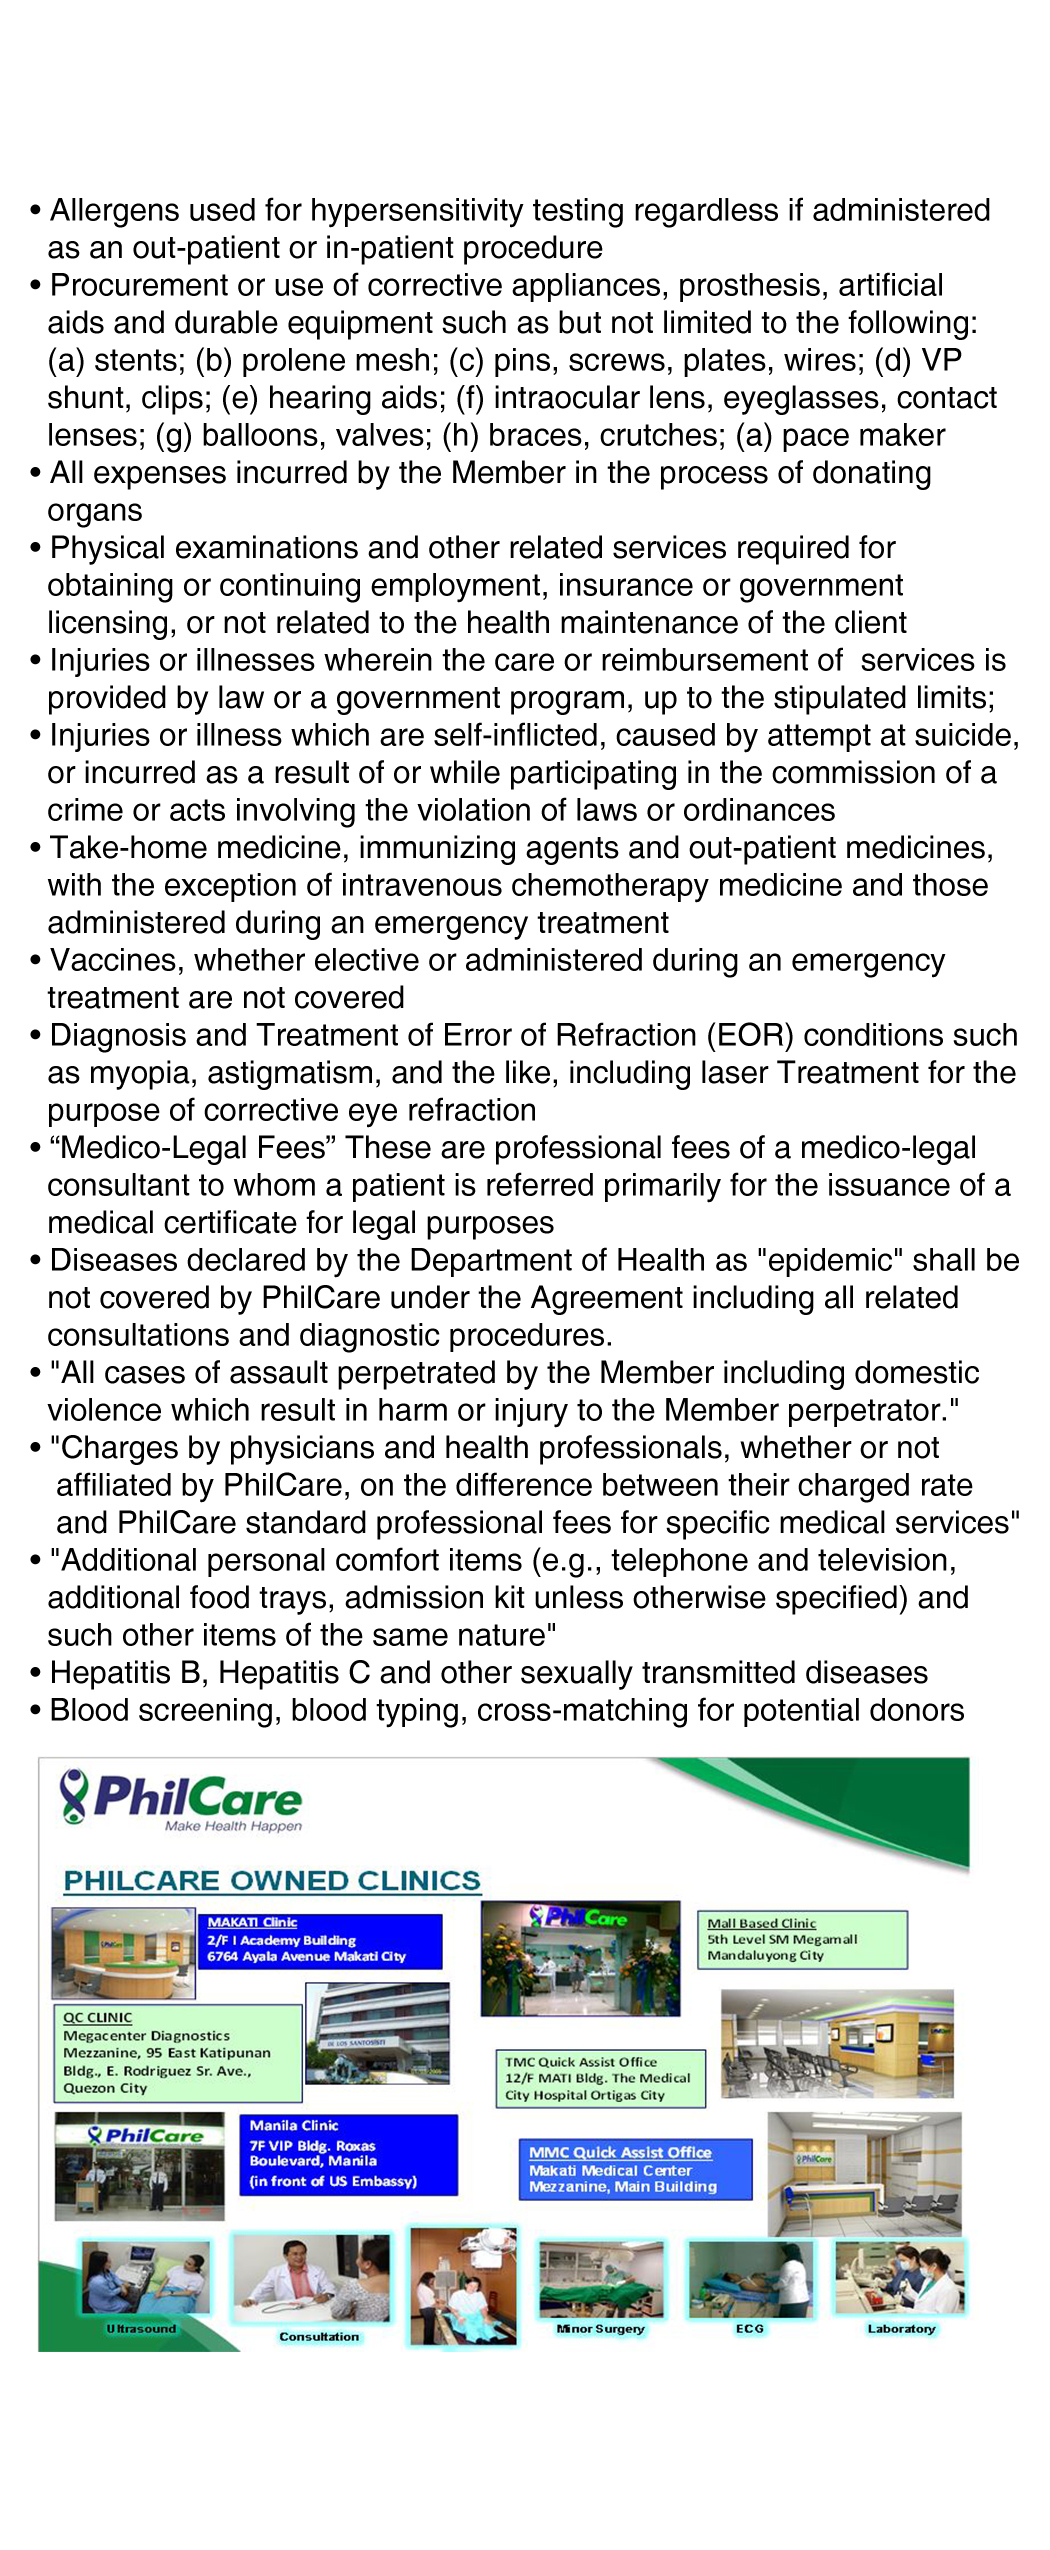 • Allergens used for hypersensitivity testing regardless if administered
as an out-patient or in-patient procedure
• Procurement or use of corrective appliances, prosthesis, artificial
aids and durable equipment such as but not limited to the following:
(a) stents; (b) prolene mesh; (c) pins, screws, plates, wires; (d) VP
shunt, clips; (e) hearing aids; (f) intraocular lens, eyeglasses, contact
lenses; (g) balloons, valves; (h) braces, crutches; (a) pace maker
• All expenses incurred by the Member in the process of donating
organs
• Physical examinations and other related services required for
obtaining or continuing employment, insurance or government
licensing, or not related to the health maintenance of the client
• Injuries or illnesses wherein the care or reimbursement of  services is
provided by law or a government program, up to the stipulated limits;
• Injuries or illness which are self-inflicted, caused by attempt at suicide,
or incurred as a result of or while participating in the commission of a
crime or acts involving the violation of laws or ordinances
• Take-home medicine, immunizing agents and out-patient medicines,
with the exception of intravenous chemotherapy medicine and those
administered during an emergency treatment
• Vaccines, whether elective or administered during an emergency
treatment are not covered
• Diagnosis and Treatment of Error of Refraction (EOR) conditions such
as myopia, astigmatism, and the like, including laser Treatment for the
purpose of corrective eye refraction
• “Medico-Legal Fees” These are professional fees of a medico-legal
consultant to whom a patient is referred primarily for the issuance of a
medical certificate for legal purposes
• Diseases declared by the Department of Health as "epidemic" shall be
not covered by PhilCare under the Agreement including all related
consultations and diagnostic procedures.
• "All cases of assault perpetrated by the Member including domestic
violence which result in harm or injury to the Member perpetrator."
• "Charges by physicians and health professionals, whether or not
affiliated by PhilCare, on the difference between their charged rate
and PhilCare standard professional fees for specific medical services"
• "Additional personal comfort items (e.g., telephone and television,
additional food trays, admission kit unless otherwise specified) and
such other items of the same nature"
• Hepatitis B, Hepatitis C and other sexually transmitted diseases
• Blood screening, blood typing, cross-matching for potential donors
PhilCare
Make Health Happen
PHILCARE OWNED CLINICS
MAKATI Clinic
2/F I Academy Building
6764 Ayala Avenue Makati City
PhilCare
Mall Based Clinic
5th Level SM Megamall
Mandaluyong City
QC CLINIC
Megacenter Diagnostics
Mezzanine, 95 East Katipunan
Bldg., E. Rodriguez Sr. Ave.,
Quezon City
DE LOS SANTOS
TMC Quick Assist Office
12/F MATI Bldg. The Medical
City Hospital Ortigas City
PhilCare
Manila Clinic
7F VIP Bldg. Roxas
Boulevard, Manila
(in front of US Embassy)
MMC Quick Assist Office
Makati Medical Center
Mezzanine, Main Building
PhilCare
Ultrasound
Consultation
Minor Surgery
ECG
Laboratory